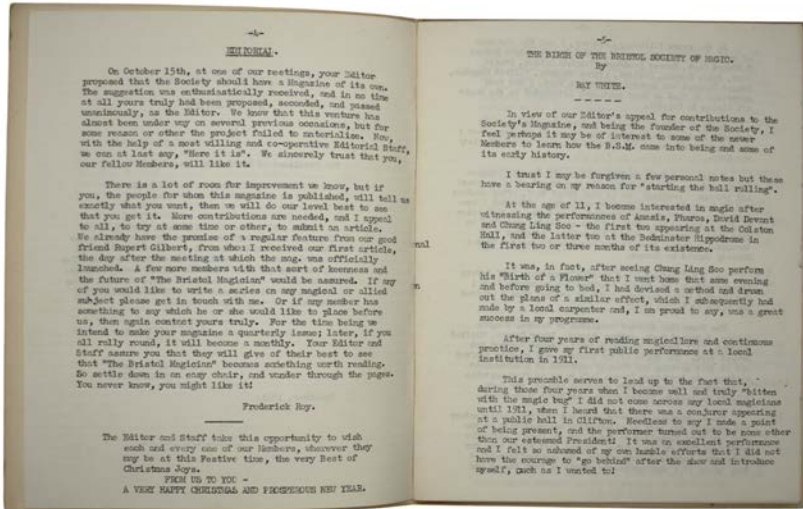 -4-
EDITORIAL.
On October 15th, at one of our meetings, your Editor
proposed that the Society should have a Magazine of its own.
The suggestion was enthusiastically received, and in no time
at all yours truly had been proposed, seconded, and passed
unanimously, as the Editor. We know that this venture has
almost been under way on several previous occasions, but for
some reason or other the project failed to materialise. Now,
with the help of a most willing and co-operative Editorial Staff,
we can at last say, "Here it is". We sincerely trust that you,
our fellow Members, will like it.
There is a lot of room for improvement we know, but if
you, the people for whom this magazine is published, will tell us
exactly what you want, then we will do our level best to see
that you get it. More contributions are needed, and I appeal
to all, to try at some time or other, to submit an article.
We already have the promise of a regular feature from our good
friend Rupert Gilbert, from whom I received our first article,
the day after the meeting at which the mag. was officially
launched. A few more members with that sort of keenness and
the future of "The Bristol Magician" would be assured. If any
of you would like to write a series on any magical or allied
subject please get in touch with me. Or if any member has
something to say which he or she would like to place before
us, then again contact yours truly. For the time being we
intend to make your magazine a quarterly issue; later, if you
all rally round, it will become a monthly. Your Editor and
Staff assure you that they will give of their best to see
that "The Bristol Magician" becomes something worth reading.
So settle down in an easy chair, and wander through the pages.
You never know, you might like it!
Frederick Roy.
The Editor and Staff take this opportunity to wish
each and every one of our Members, wherever they
may be at this Festive time, the very Best of
Christmas Joys.
FROM US TO YOU -
A VERY HAPPY CHRISTMAS AND PROSPEROUS NEW YEAR.
-5-
THE BIRTH OF THE BRISTOL SOCIETY OF MAGIC.
By
RAY WHITE.
- - - - -
In view of our Editor's appeal for contributions to the
Society's Magazine, and being the founder of the Society, I
feel perhaps it may be of interest to some of the newer
Members to learn how the B.S.M. came into being and some of
its early history.
I trust I may be forgiven a few personal notes but these
have a bearing on my reason for "starting the ball rolling".
At the age of 11, I became interested in magic after
witnessing the performances of Amasis, Pharos, David Devant
and Chung Ling Soo - the first two appearing at the Colston
Hall, and the latter two at the Bedminster Hippodrome in
the first two or three months of its existence.
It was, in fact, after seeing Chung Ling Soo perform
his "Birth of a Flower" that I went home that same evening
and before going to bed, I had devised a method and drawn
out the plans of a similar effect, which I subsequently had
made by a local carpenter and, I am proud to say, was a great
success in my programme.
After four years of reading magicallore and continuous
practice, I gave my first public performance at a local
institution in 1911.
This preamble serves to lead up to the fact that,
during those four years when I became well and truly "bitten
with the magic bug" I did not come across any local magicians
until 1911, when I heard that there was a conjuror appearing
at a public hall in Clifton. Needless to say I made a point
of being present, and the performer turned out to be none other
than our esteemed President! It was an excellent performance
and I felt so ashamed of my own humble efforts that I did not
have the courage to "go behind" after the show and introduce
myself, much as I wanted to!